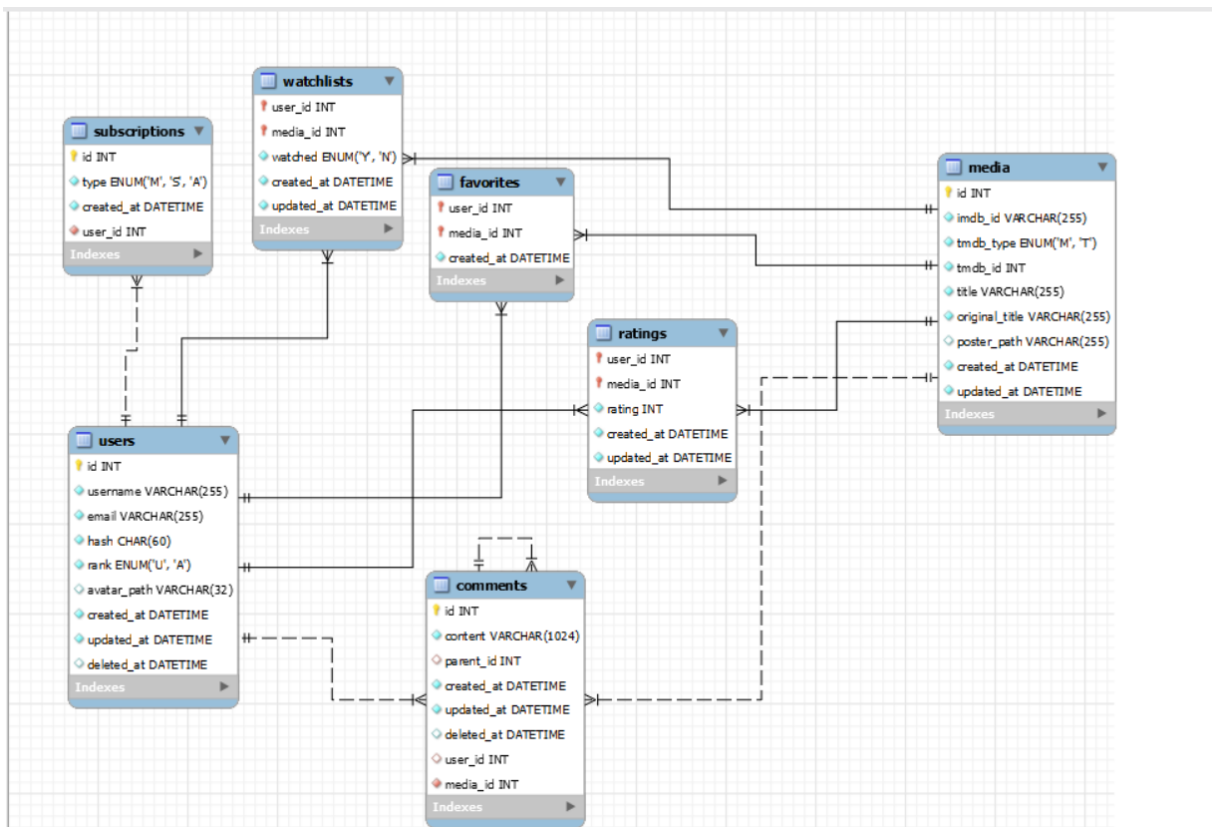 watchlists
user_id INT
media_id INT
watched ENUM('Y', 'N')
created_at DATETIME
updated_at DATETIME
Indexes
subscriptions
id INT
type ENUM('M', 'S', 'A')
created_at DATETIME
user_id INT
Indexes
favorites
user_id INT
media_id INT
created_at DATETIME
Indexes
media
id INT
imdb_id VARCHAR(255)
tmdb_type ENUM('M', 'T')
tmdb_id INT
title VARCHAR(255)
original_title VARCHAR(255)
poster_path VARCHAR(255)
created_at DATETIME
updated_at DATETIME
Indexes
ratings
user_id INT
media_id INT
rating INT
created_at DATETIME
updated_at DATETIME
Indexes
users
id INT
username VARCHAR(255)
email VARCHAR(255)
hash CHAR(60)
rank ENUM('U', 'A')
avatar_path VARCHAR(32)
created_at DATETIME
updated_at DATETIME
deleted_at DATETIME
Indexes
comments
id INT
content VARCHAR(1024)
parent_id INT
created_at DATETIME
updated_at DATETIME
deleted_at DATETIME
user_id INT
media_id INT
Indexes